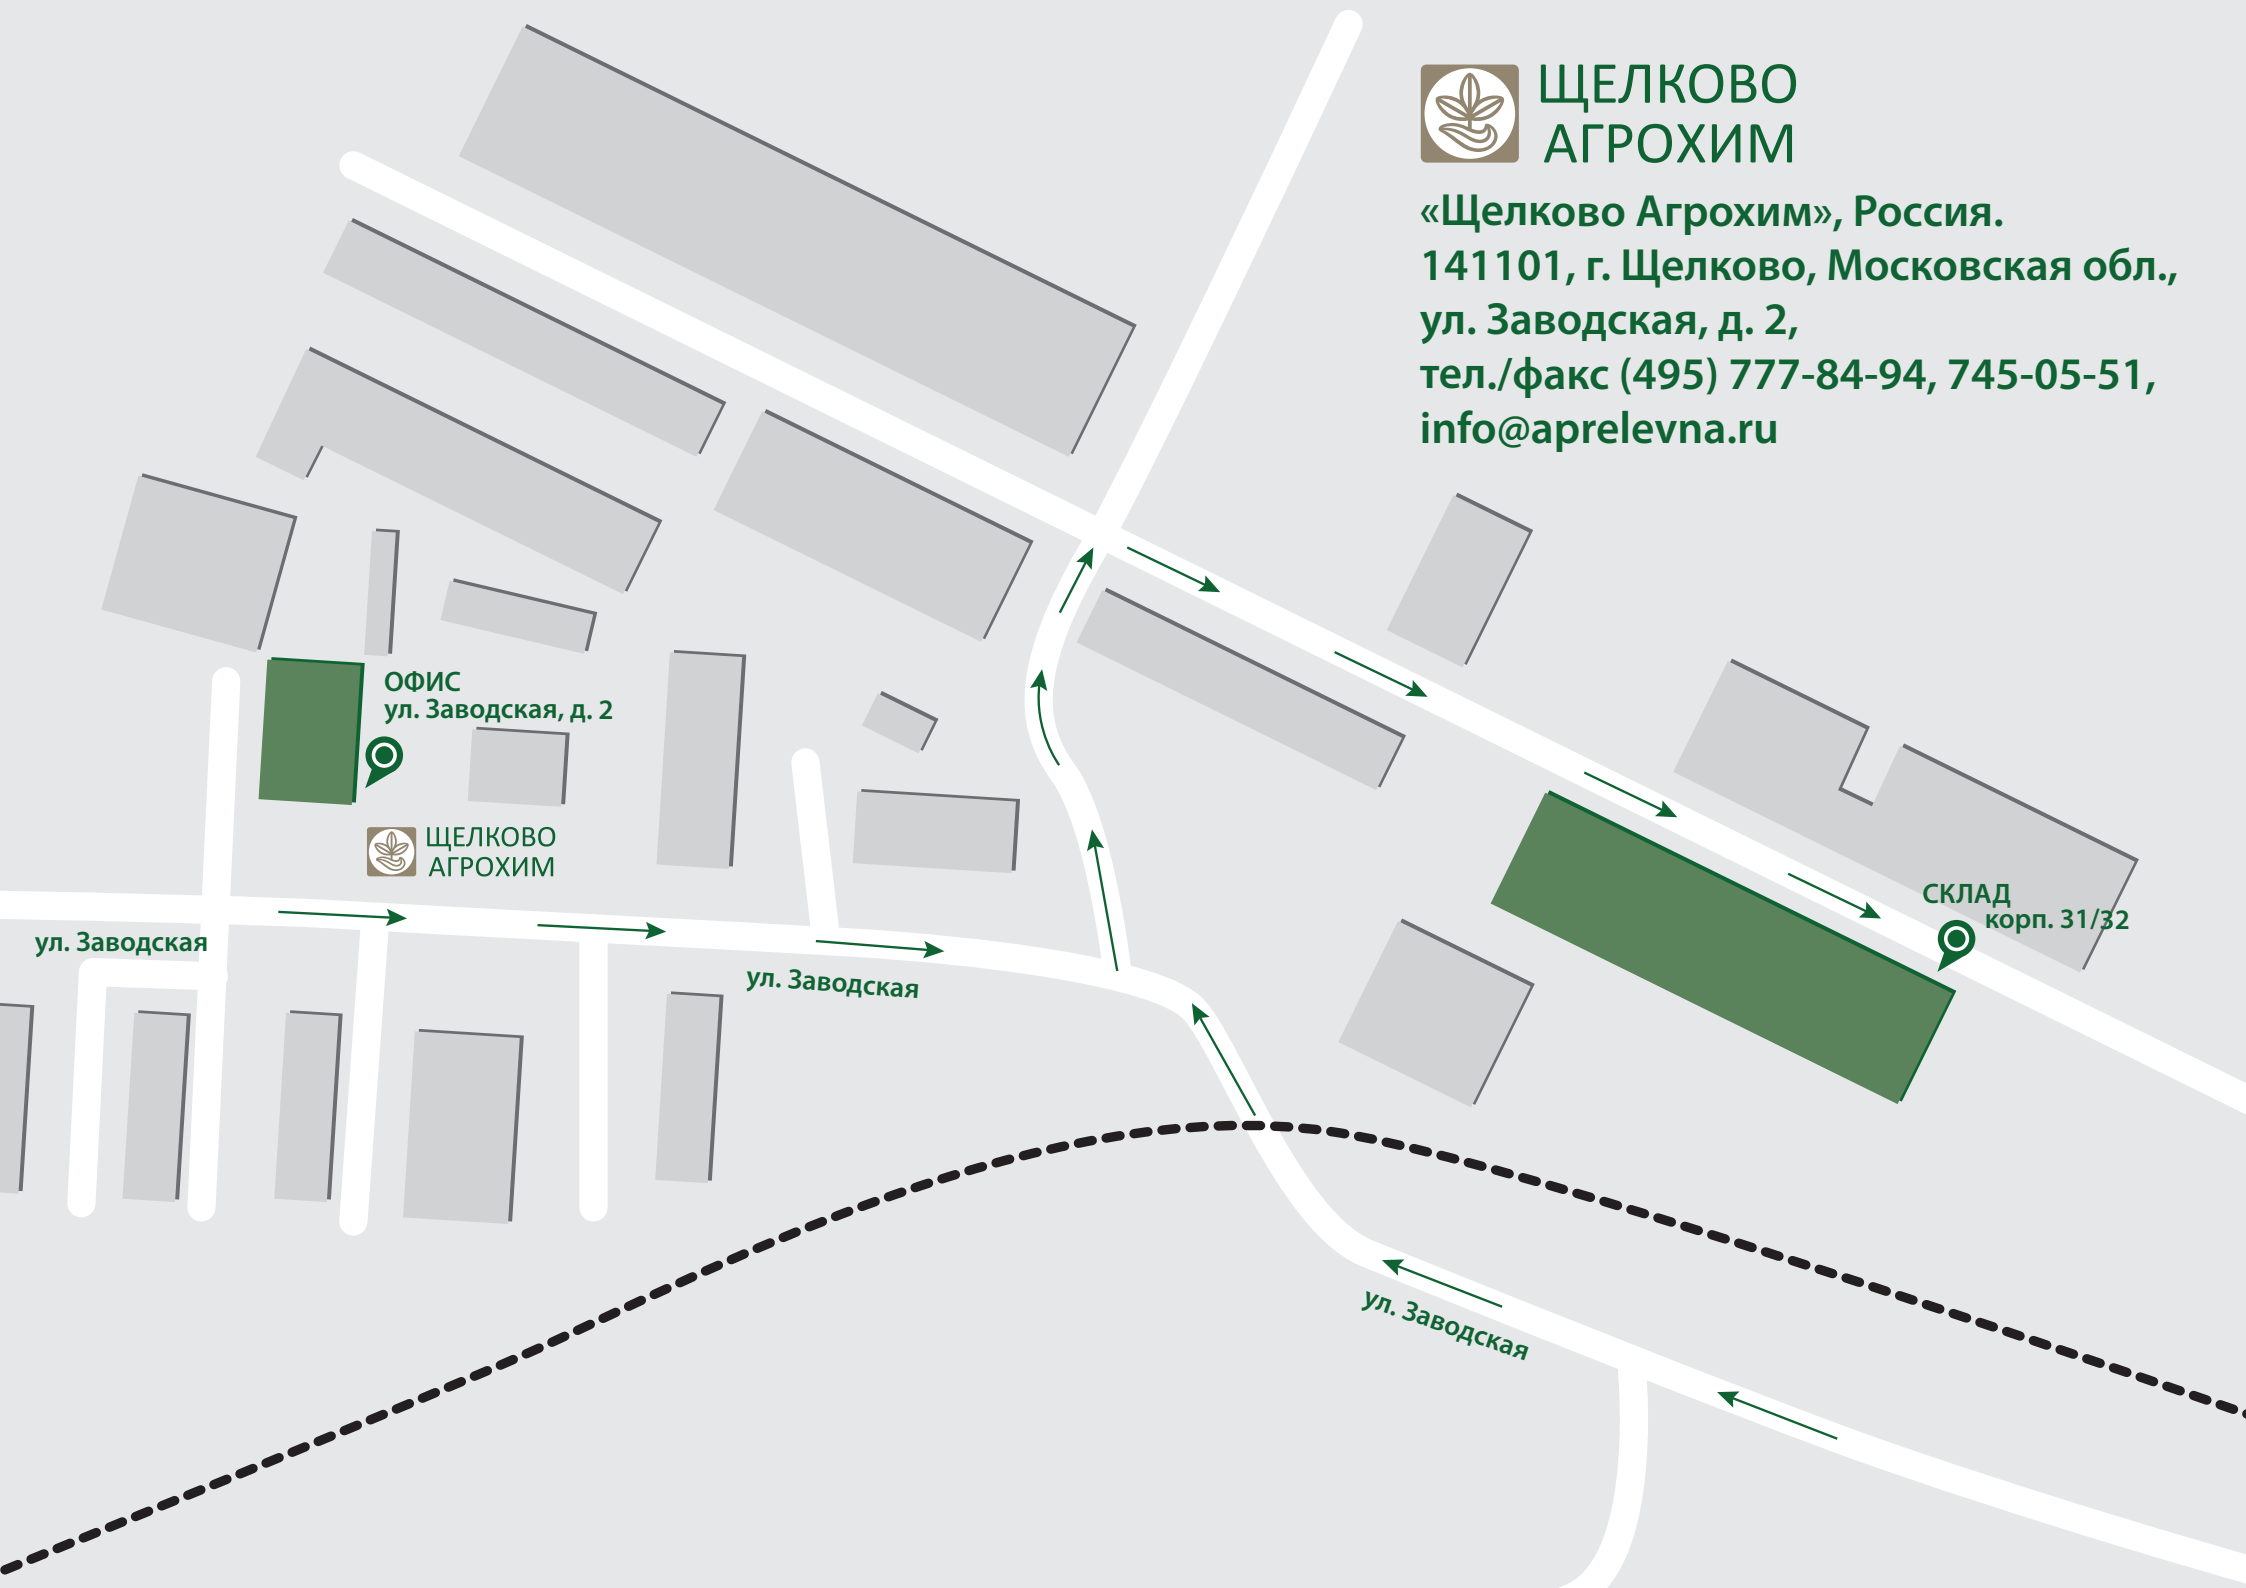 ЩЕЛКОВО
АГРОХИМ
«Щелково Агрохим», Россия.
141101, г. Щелково, Московская обл.,
ул. Заводская, д. 2,
тел./факс (495) 777-84-94, 745-05-51,
info@aprelevna.ru
ОФИС
ул. Заводская, д. 2
ЩЕЛКОВО
АГРОХИМ
СКЛАД
корп. 31/32
ул. Заводская
ул. Заводская
ул. Заводская